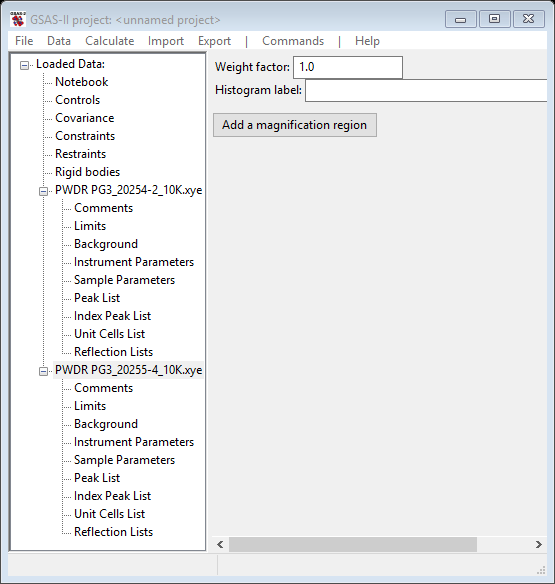 GSAS-II project: <unnamed project>
File Data Calculate Import Export | Commands | Help
Loaded Data:
Notebook
Controls
Covariance
Constraints
Restraints
Rigid bodies
PWDR PG3_20254-2_10K.xye
Comments
Limits
Background
Instrument Parameters
Sample Parameters
Peak List
Index Peak List
Unit Cells List
Reflection Lists
PWDR PG3_20255-4_10K.xye
Comments
Limits
Background
Instrument Parameters
Sample Parameters
Peak List
Index Peak List
Unit Cells List
Reflection Lists
Weight factor: 1.0
Histogram label:
Add a magnification region